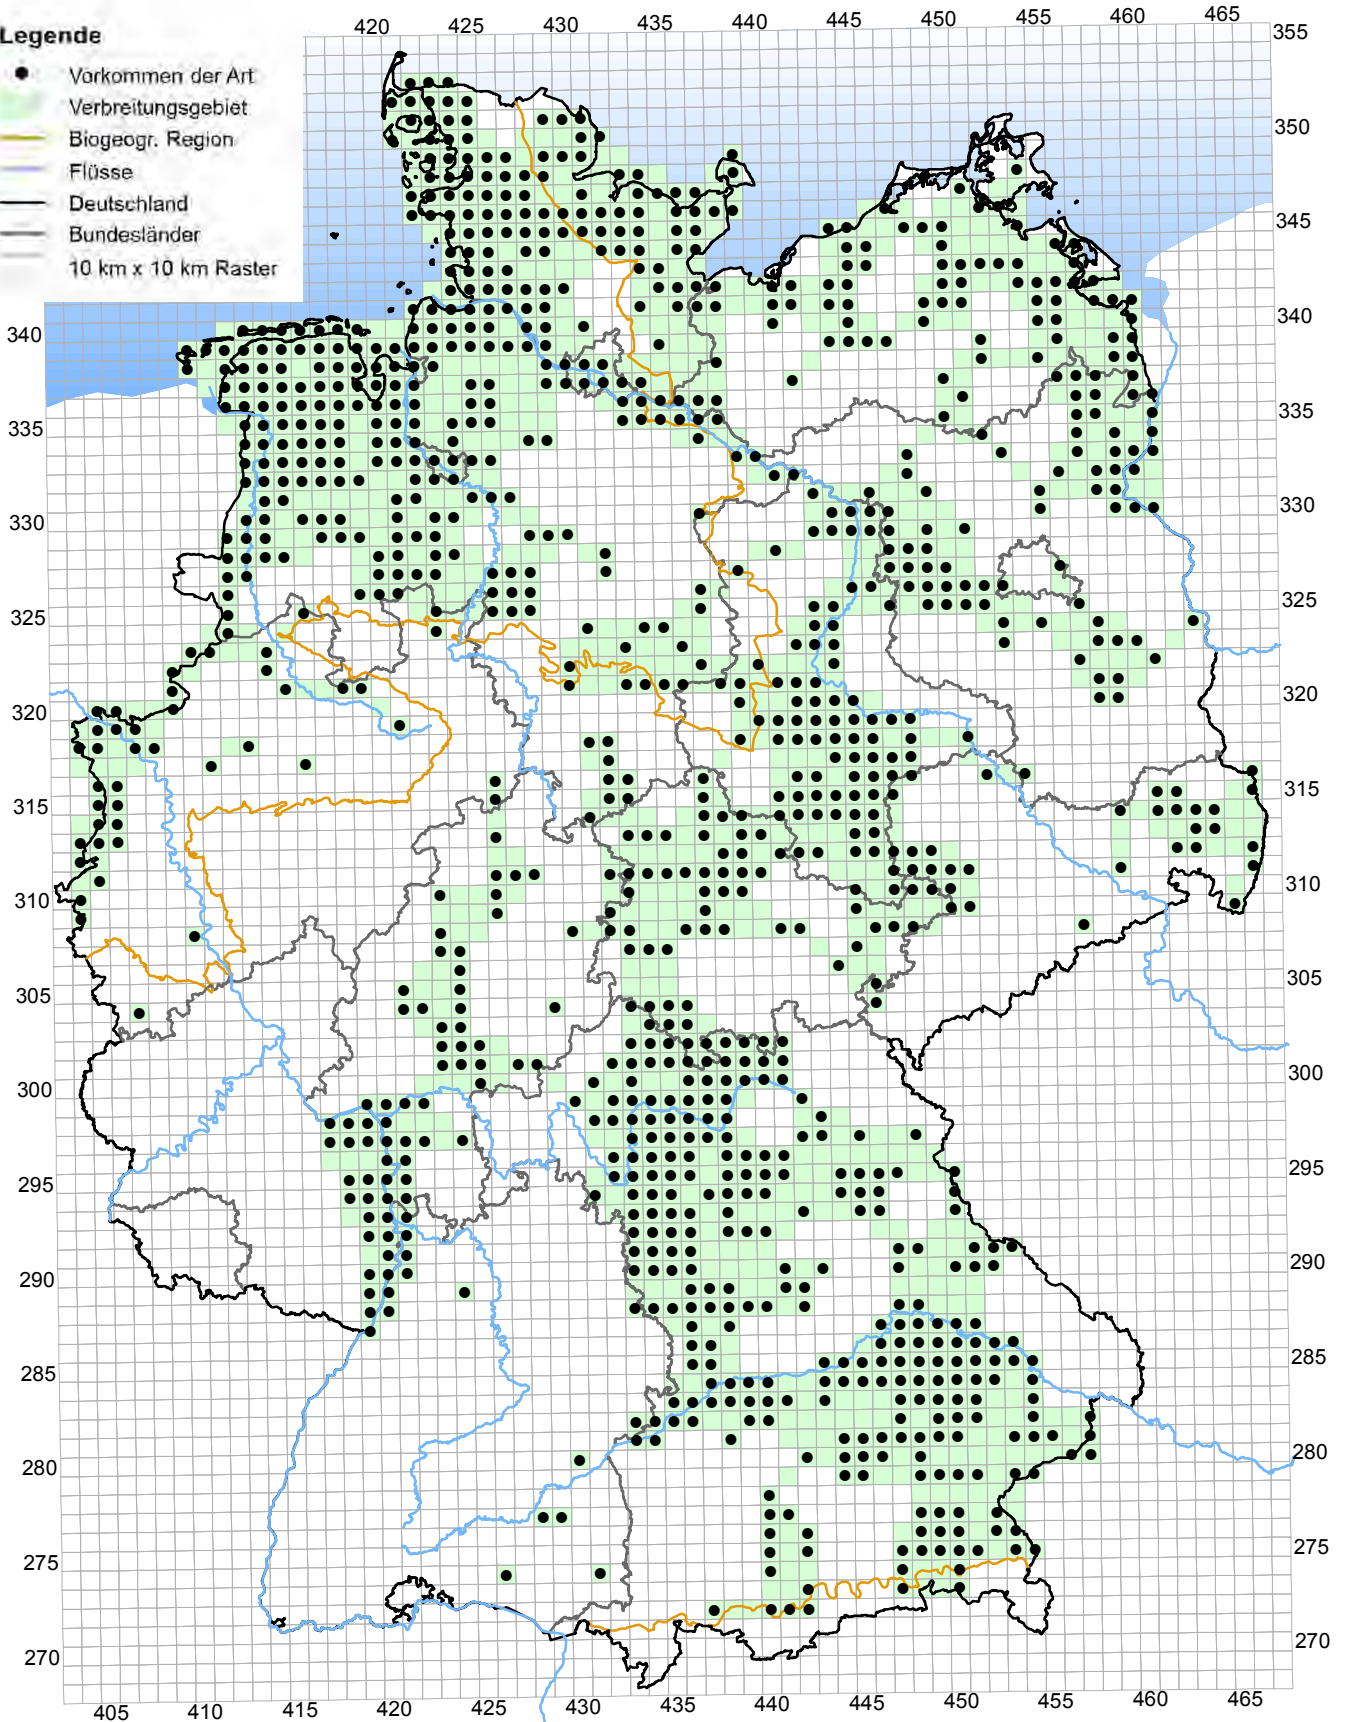 420 425 430 435 440 445 450 455 460 465
Legende
Vorkommen der Art
Verbreitungsgebiet
Biogeogr. Region
Flüsse
Deutschland
Bundesländer
10 km x 10 km Raster
355
350
345
340 340
335 335
330 330
325 325
320 320
315 315
310 310
305 305
300 300
295 295
290 290
285 285
280 280
275 275
270 270
405 410 415 420 425 430 435 440 445 450 455 460 465